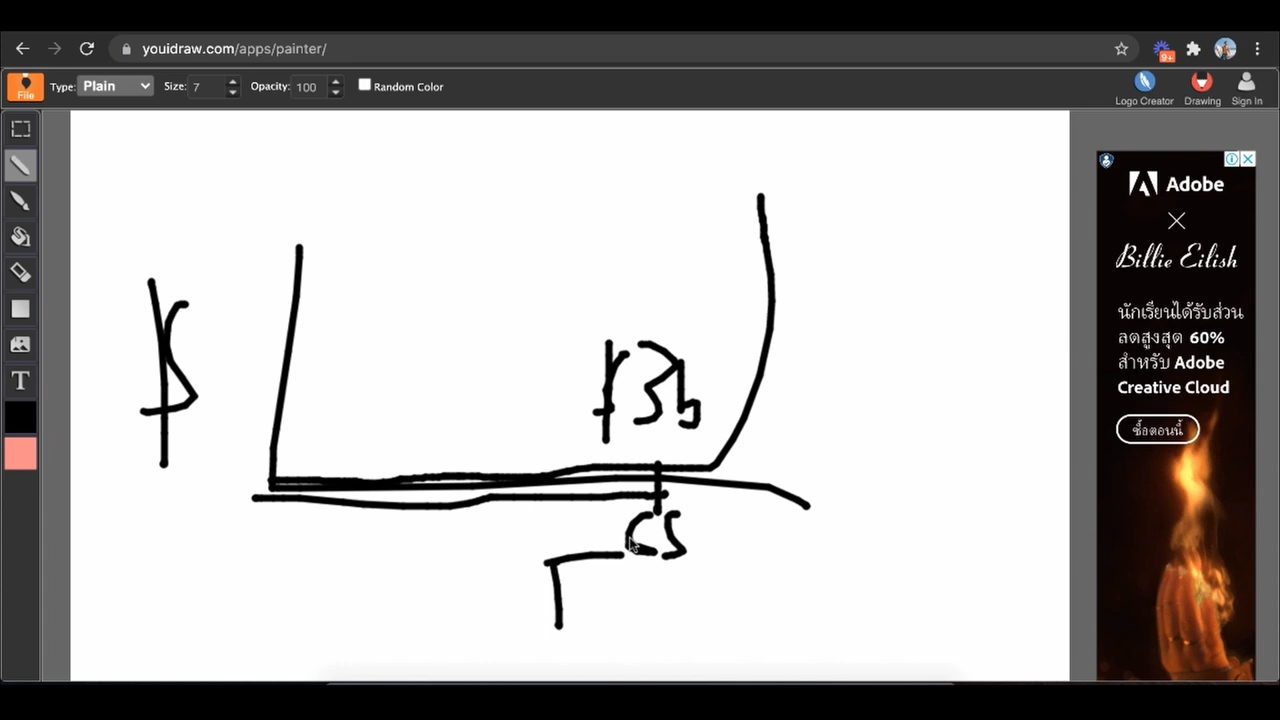 youidraw.com/apps/painter/
9+
File
Type: Plain Size: 7 Opacity: 100 Random Color
Logo Creator Drawing Sign In
Adobe
Billie Eilish
นักเรียนได้รับส่วน
ลดสูงสุด 60%
สำหรับ Adobe
Creative Cloud
ซื้อตอนนี้
T
$
CS